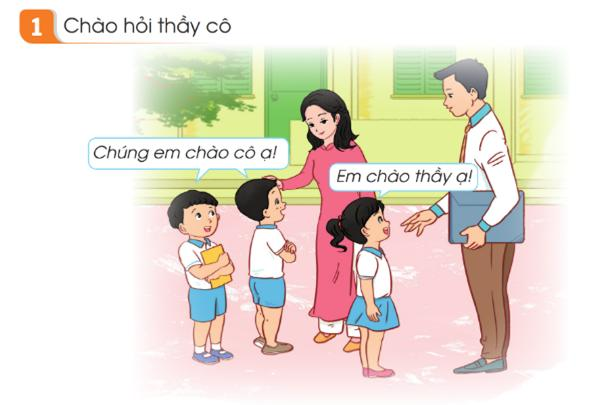 1 Chào hỏi thầy cô
Chúng em chào cô ạ!
Em chào thầy ạ!